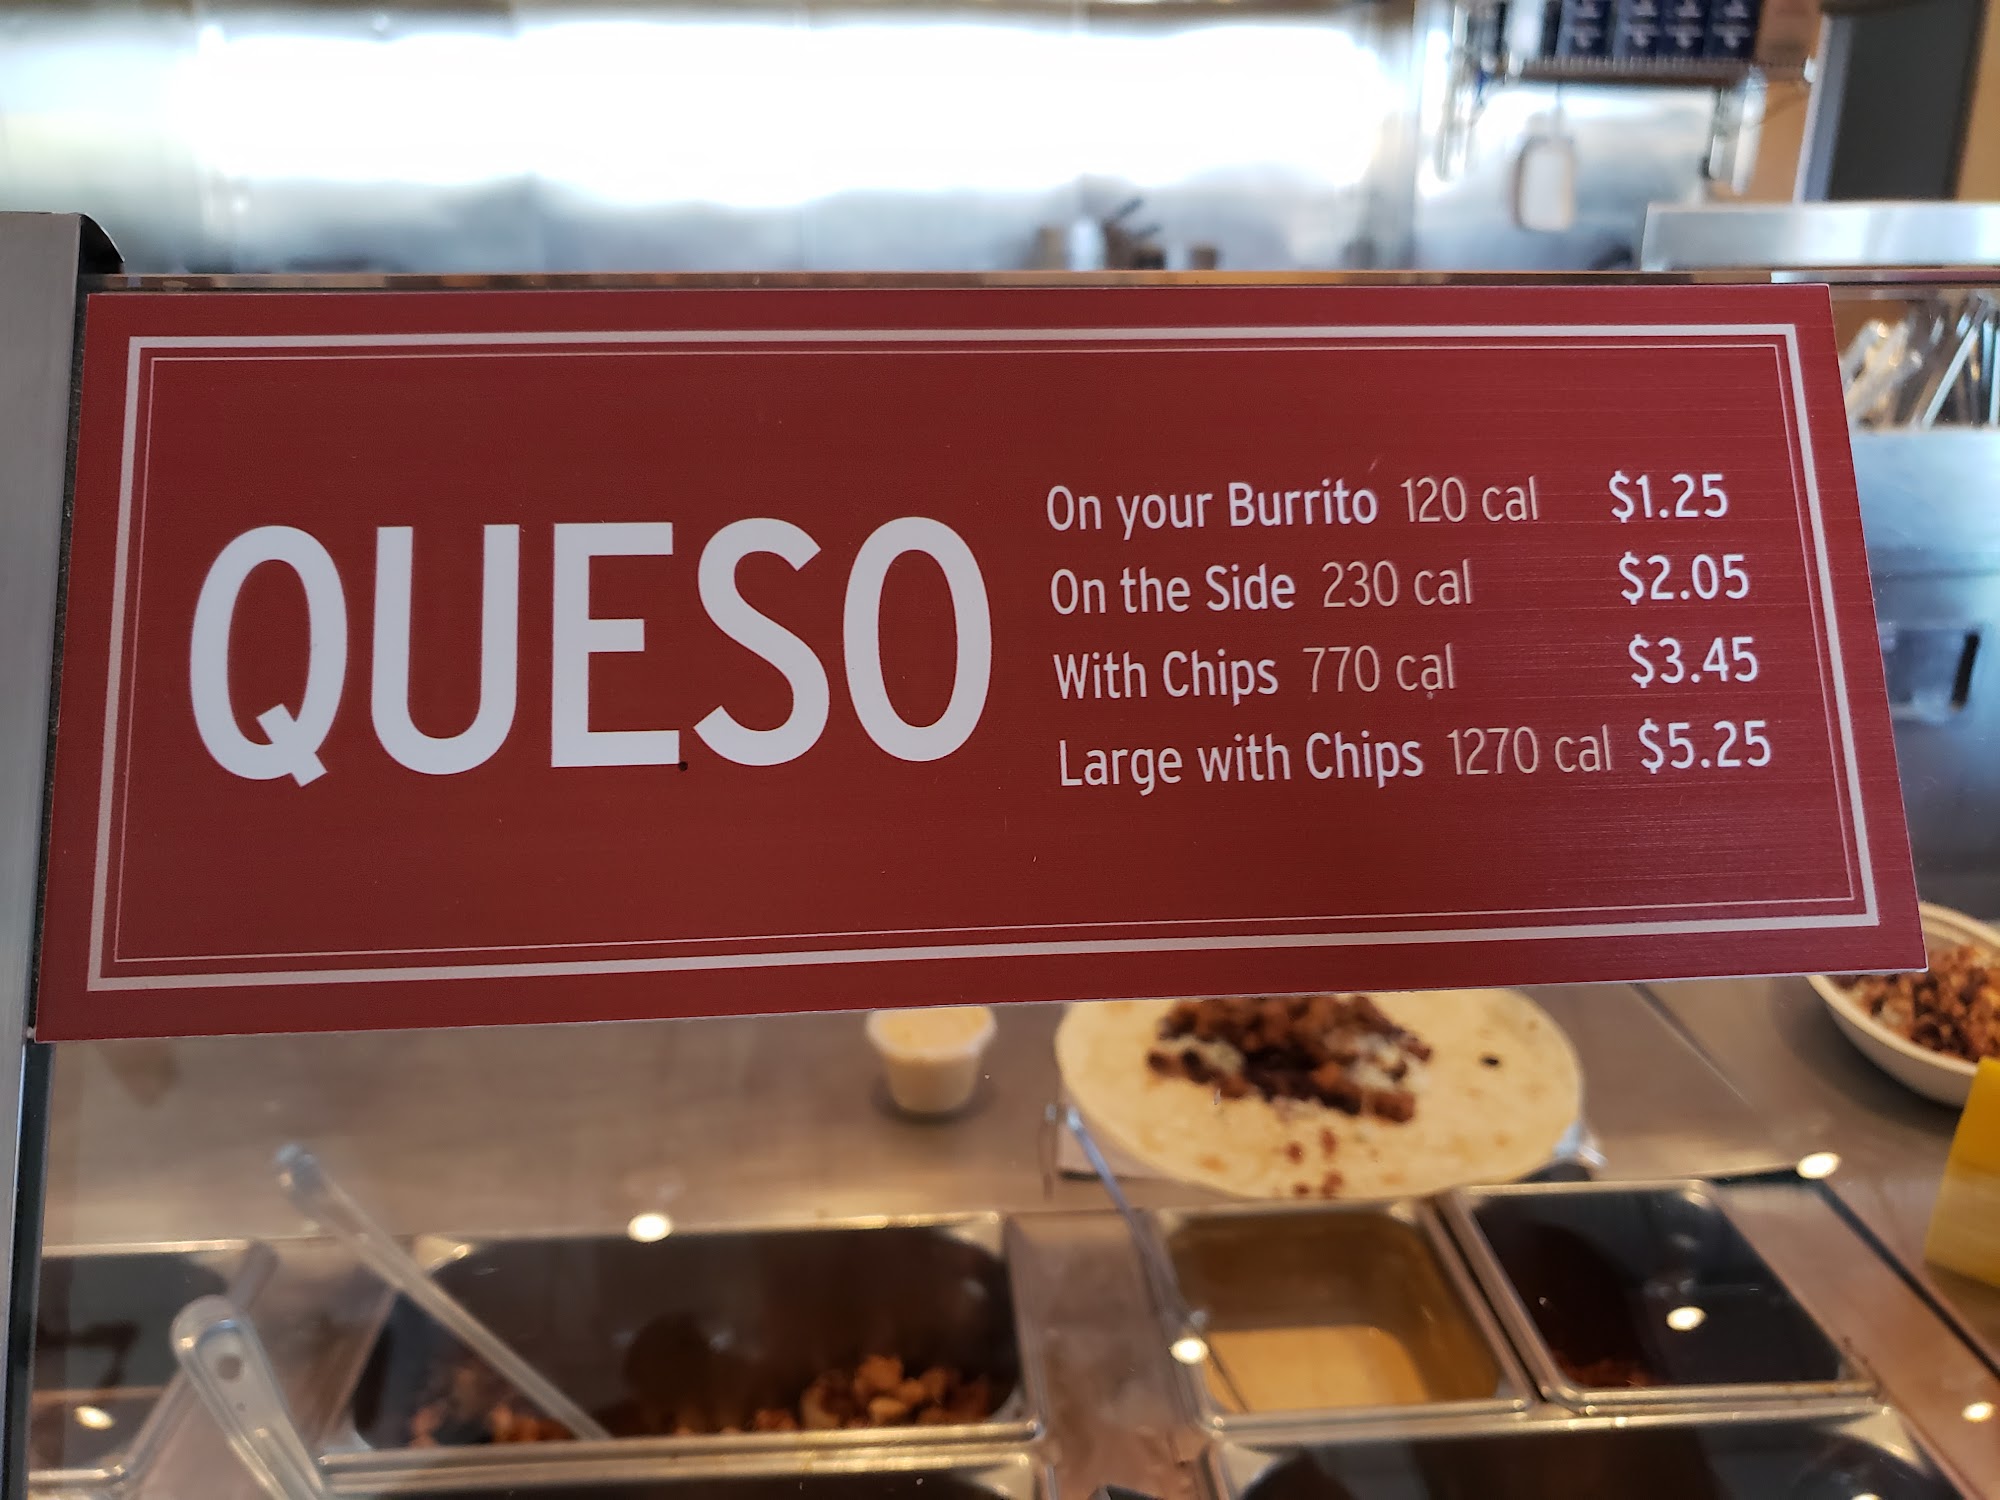 QUESO
On your Burrito 120 cal $1.25
On the Side 230 cal $2.05
With Chips 770 cal $3.45
Large with Chips 1270 cal $5.25